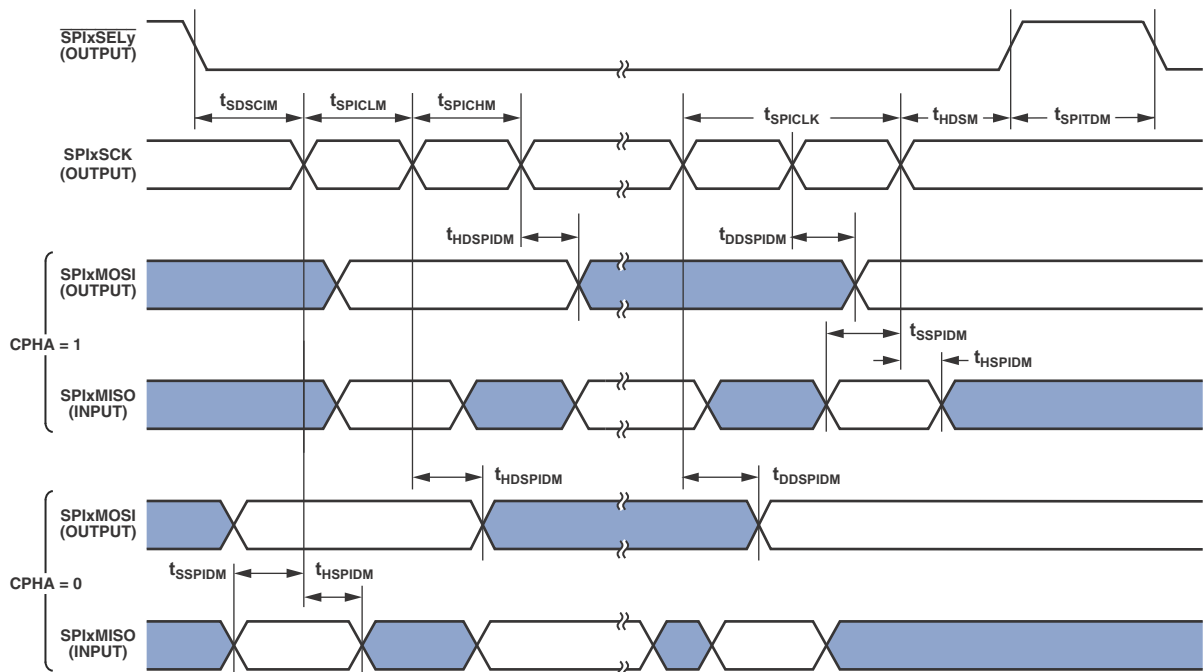 SPIxSELy
(OUTPUT)
tSDSCIM
tSPICLM
tSPICHM
tSPICLK
tHDSM
tSPITDM
SPIxSCK
(OUTPUT)
tHDSPIDM
tDDSPIDM
SPIxMOSI
(OUTPUT)
CPHA = 1
tSSPIDM
tHSPIDM
SPIxMISO
(INPUT)
tHDSPIDM
tDDSPIDM
SPIxMOSI
(OUTPUT)
CPHA = 0
tSSPIDM
tHSPIDM
SPIxMISO
(INPUT)